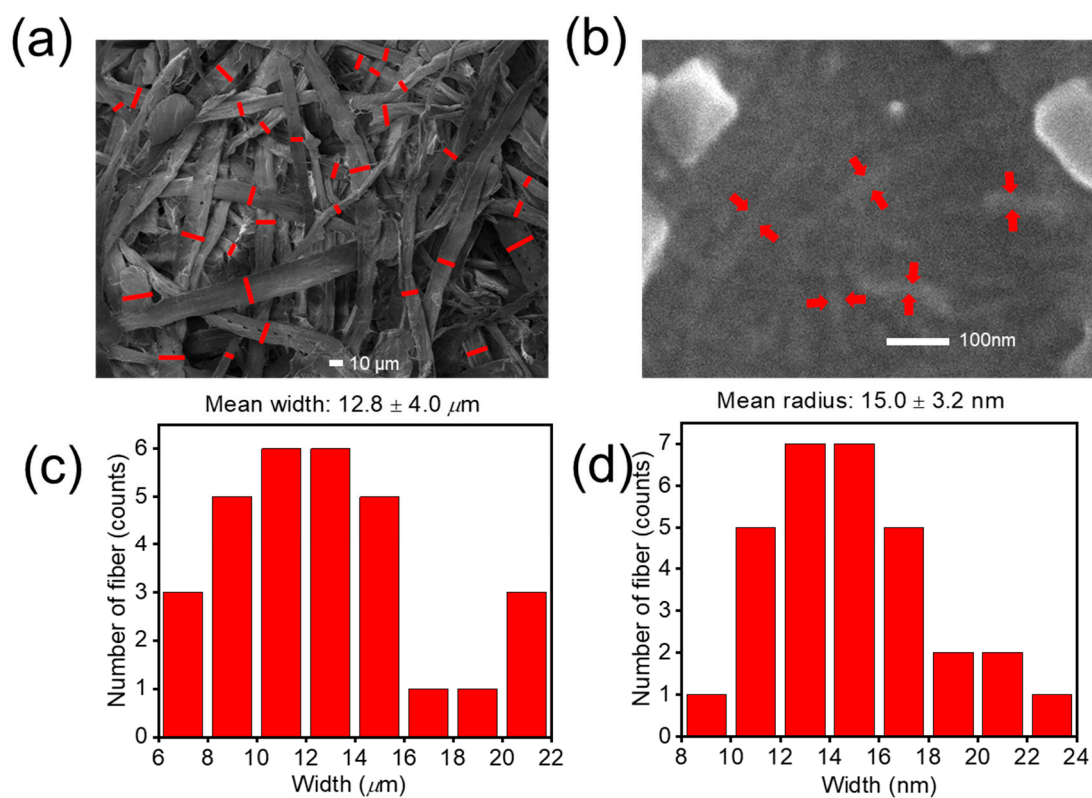 (a)
(b)
10 μm
100nm
Mean width: 12.8 ± 4.0 μm
Mean radius: 15.0 ± 3.2 nm
(c)
Number of fiber (counts)
6
5
4
3
2
1
0
6 8 10 12 14 16 18 20 22
Width (μm)
(d)
Number of fiber (counts)
7
6
5
4
3
2
1
0
8 10 12 14 16 18 20 22 24
Width (nm)